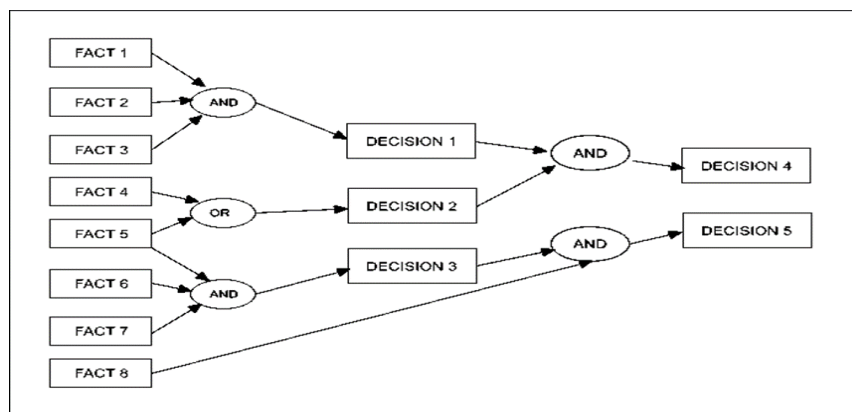 FACT 1
FACT 2
FACT 3
FACT 4
FACT 5
FACT 6
FACT 7
FACT 8
AND
OR
AND
DECISION 1
DECISION 2
DECISION 3
AND
AND
DECISION 4
DECISION 5